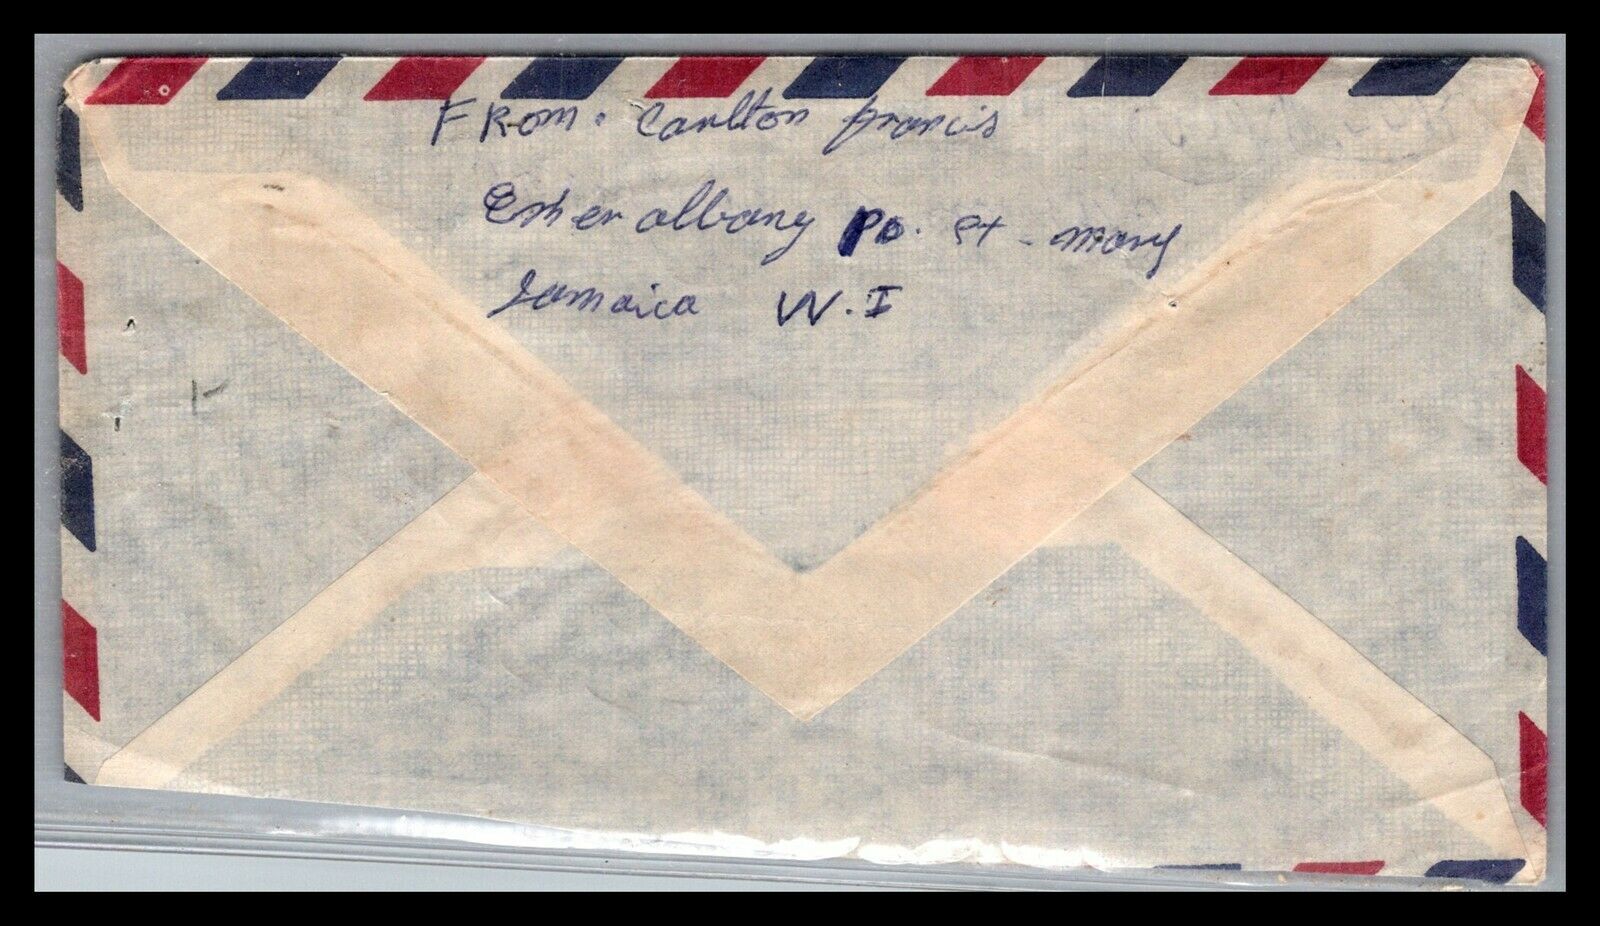 FRom. Carlton francis
Esher albany Po. St - mary
Jamaica W.I